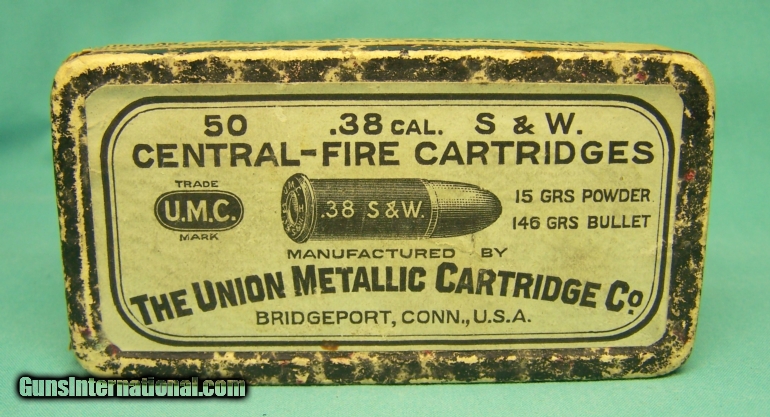 50 .38 CAL. S & W.
CENTRAL-FIRE CARTRIDGES
TRADE
U.M.C.
MARK
.38 S&W.
15 GRS POWDER
146 GRS BULLET
MANUFACTURED BY
THE UNION METALLIC CARTRIDGE CO.
BRIDGEPORT, CONN., U.S.A.
GunsInternational.com